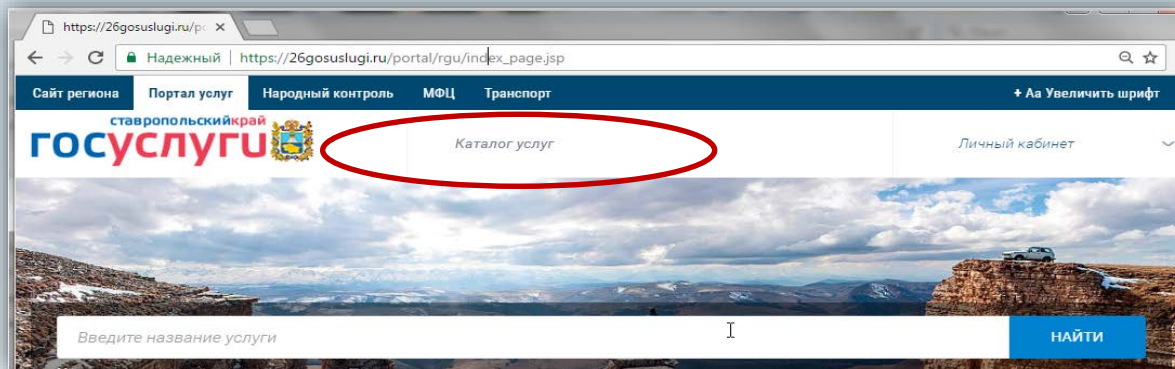 https://26gosuslugi.ru/po
Надежный | https://26gosuslugi.ru/portal/rgu/index_page.jsp
Сайт региона Портал услуг Народный контроль МФЦ Транспорт + Аа Увеличить шрифт
ставропольскийкрай
госуслуги Каталог услуг Личный кабинет
Введите название услуги НАЙТИ